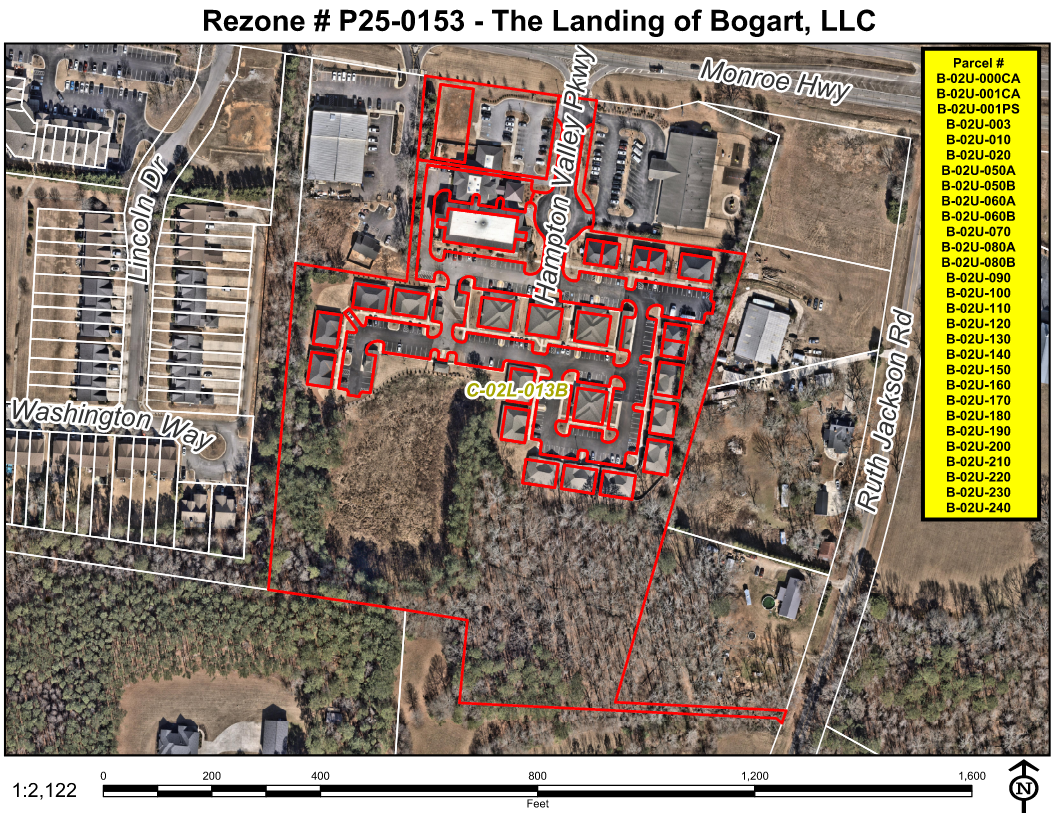 Rezone # P25-0153 - The Landing of Bogart, LLC
Monroe Hwy
Hampton Valley Pkwy
Lincoln Dr
Washington Way
Ruth Jackson Rd
C-02L-013B
Parcel #
B-02U-000CA
B-02U-001CA
B-02U-001PS
B-02U-003
B-02U-010
B-02U-020
B-02U-050A
B-02U-050B
B-02U-060A
B-02U-060B
B-02U-070
B-02U-080A
B-02U-080B
B-02U-090
B-02U-100
B-02U-110
B-02U-120
B-02U-130
B-02U-140
B-02U-150
B-02U-160
B-02U-170
B-02U-180
B-02U-190
B-02U-200
B-02U-210
B-02U-220
B-02U-230
B-02U-240
1:2,122
0 200 400 800 1,200 1,600
Feet
N